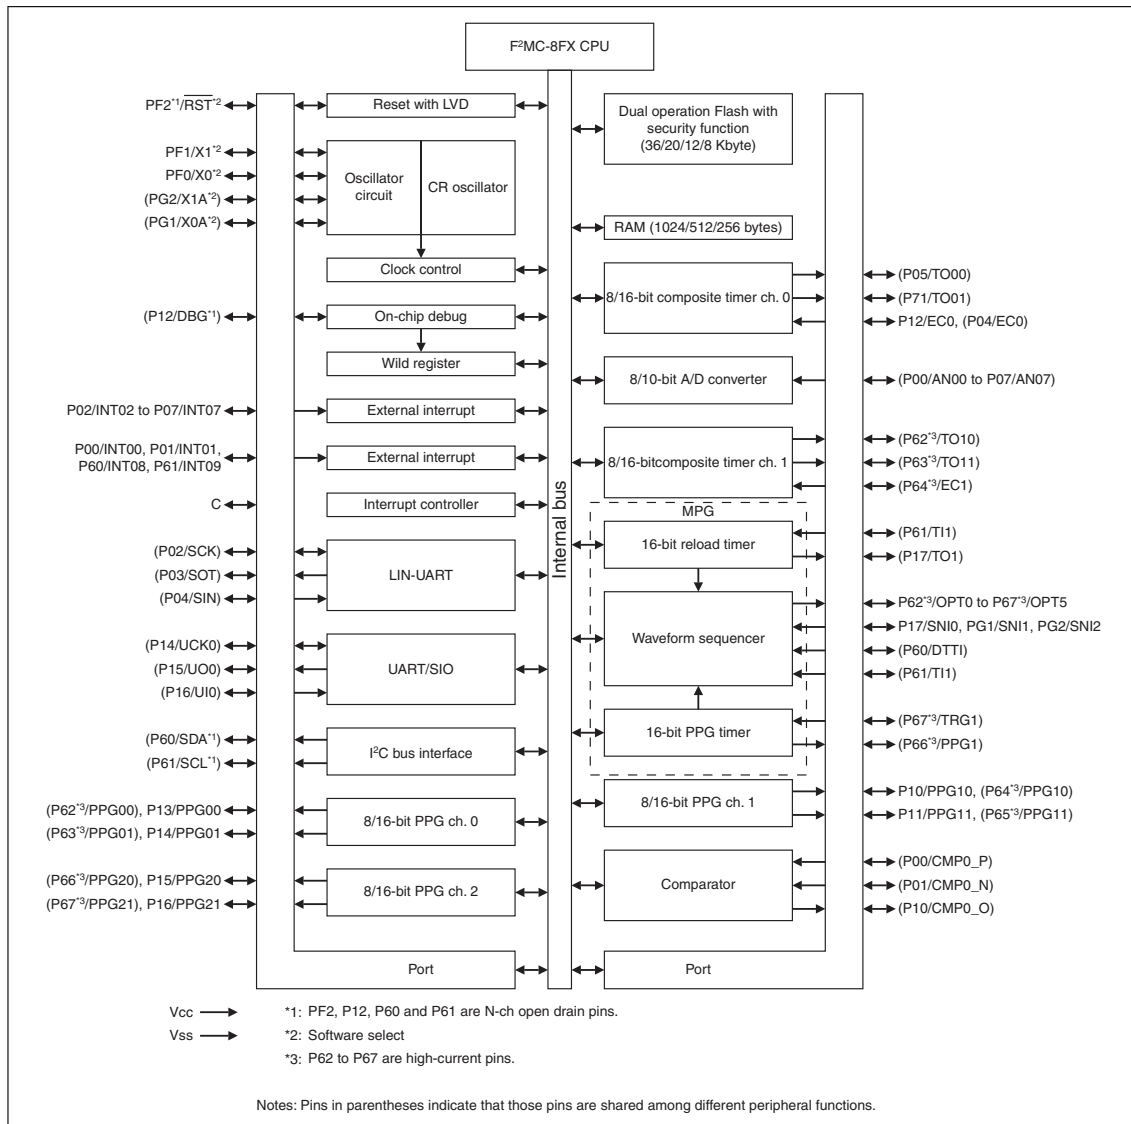 F²MC-8FX CPU
PF2*1/RST*2
Reset with LVD
PF1/X1*2
PF0/X0*2
(PG2/X1A*2)
(PG1/X0A*2)
Oscillator
circuit
CR oscillator
Clock control
(P12/DBG*1)
On-chip debug
Wild register
P02/INT02 to P07/INT07
External interrupt
P00/INT00, P01/INT01,
P60/INT08, P61/INT09
External interrupt
C
Interrupt controller
(P02/SCK)
(P03/SOT)
(P04/SIN)
LIN-UART
(P14/UCK0)
(P15/UO0)
(P16/UI0)
UART/SIO
(P60/SDA*1)
(P61/SCL*1)
I²C bus interface
(P62*3/PPG00), P13/PPG00
(P63*3/PPG01), P14/PPG01
8/16-bit PPG ch. 0
(P66*3/PPG20), P15/PPG20
(P67*3/PPG21), P16/PPG21
8/16-bit PPG ch. 2
Port
Internal bus
Dual operation Flash with
security function
(36/20/12/8 Kbyte)
RAM (1024/512/256 bytes)
8/16-bit composite timer ch. 0
(P05/TO00)
(P71/TO01)
P12/EC0, (P04/EC0)
8/10-bit A/D converter
(P00/AN00 to P07/AN07)
8/16-bitcomposite timer ch. 1
(P62*3/TO10)
(P63*3/TO11)
(P64*3/EC1)
MPG
16-bit reload timer
(P61/TI1)
(P17/TO1)
Waveform sequencer
P62*3/OPT0 to P67*3/OPT5
P17/SNI0, PG1/SNI1, PG2/SNI2
(P60/DTTI)
(P61/TI1)
16-bit PPG timer
(P67*3/TRG1)
(P66*3/PPG1)
8/16-bit PPG ch. 1
P10/PPG10, (P64*3/PPG10)
P11/PPG11, (P65*3/PPG11)
Comparator
(P00/CMP0_P)
(P01/CMP0_N)
(P10/CMP0_O)
Port
Vcc
Vss
*1: PF2, P12, P60 and P61 are N-ch open drain pins.
*2: Software select
*3: P62 to P67 are high-current pins.
Notes: Pins in parentheses indicate that those pins are shared among different peripheral functions.